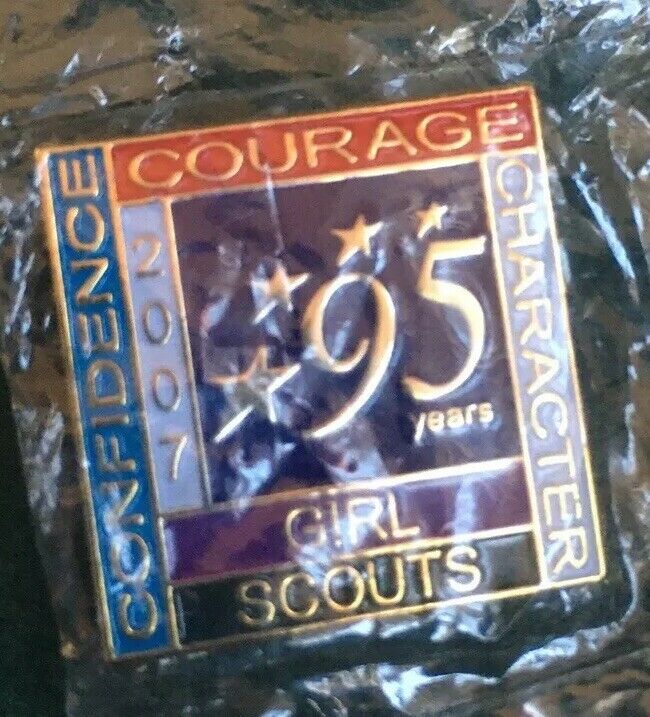 COURAGE
CONFIDENCE
CHARACTER
2007
95
years
GIRL
SCOUTS